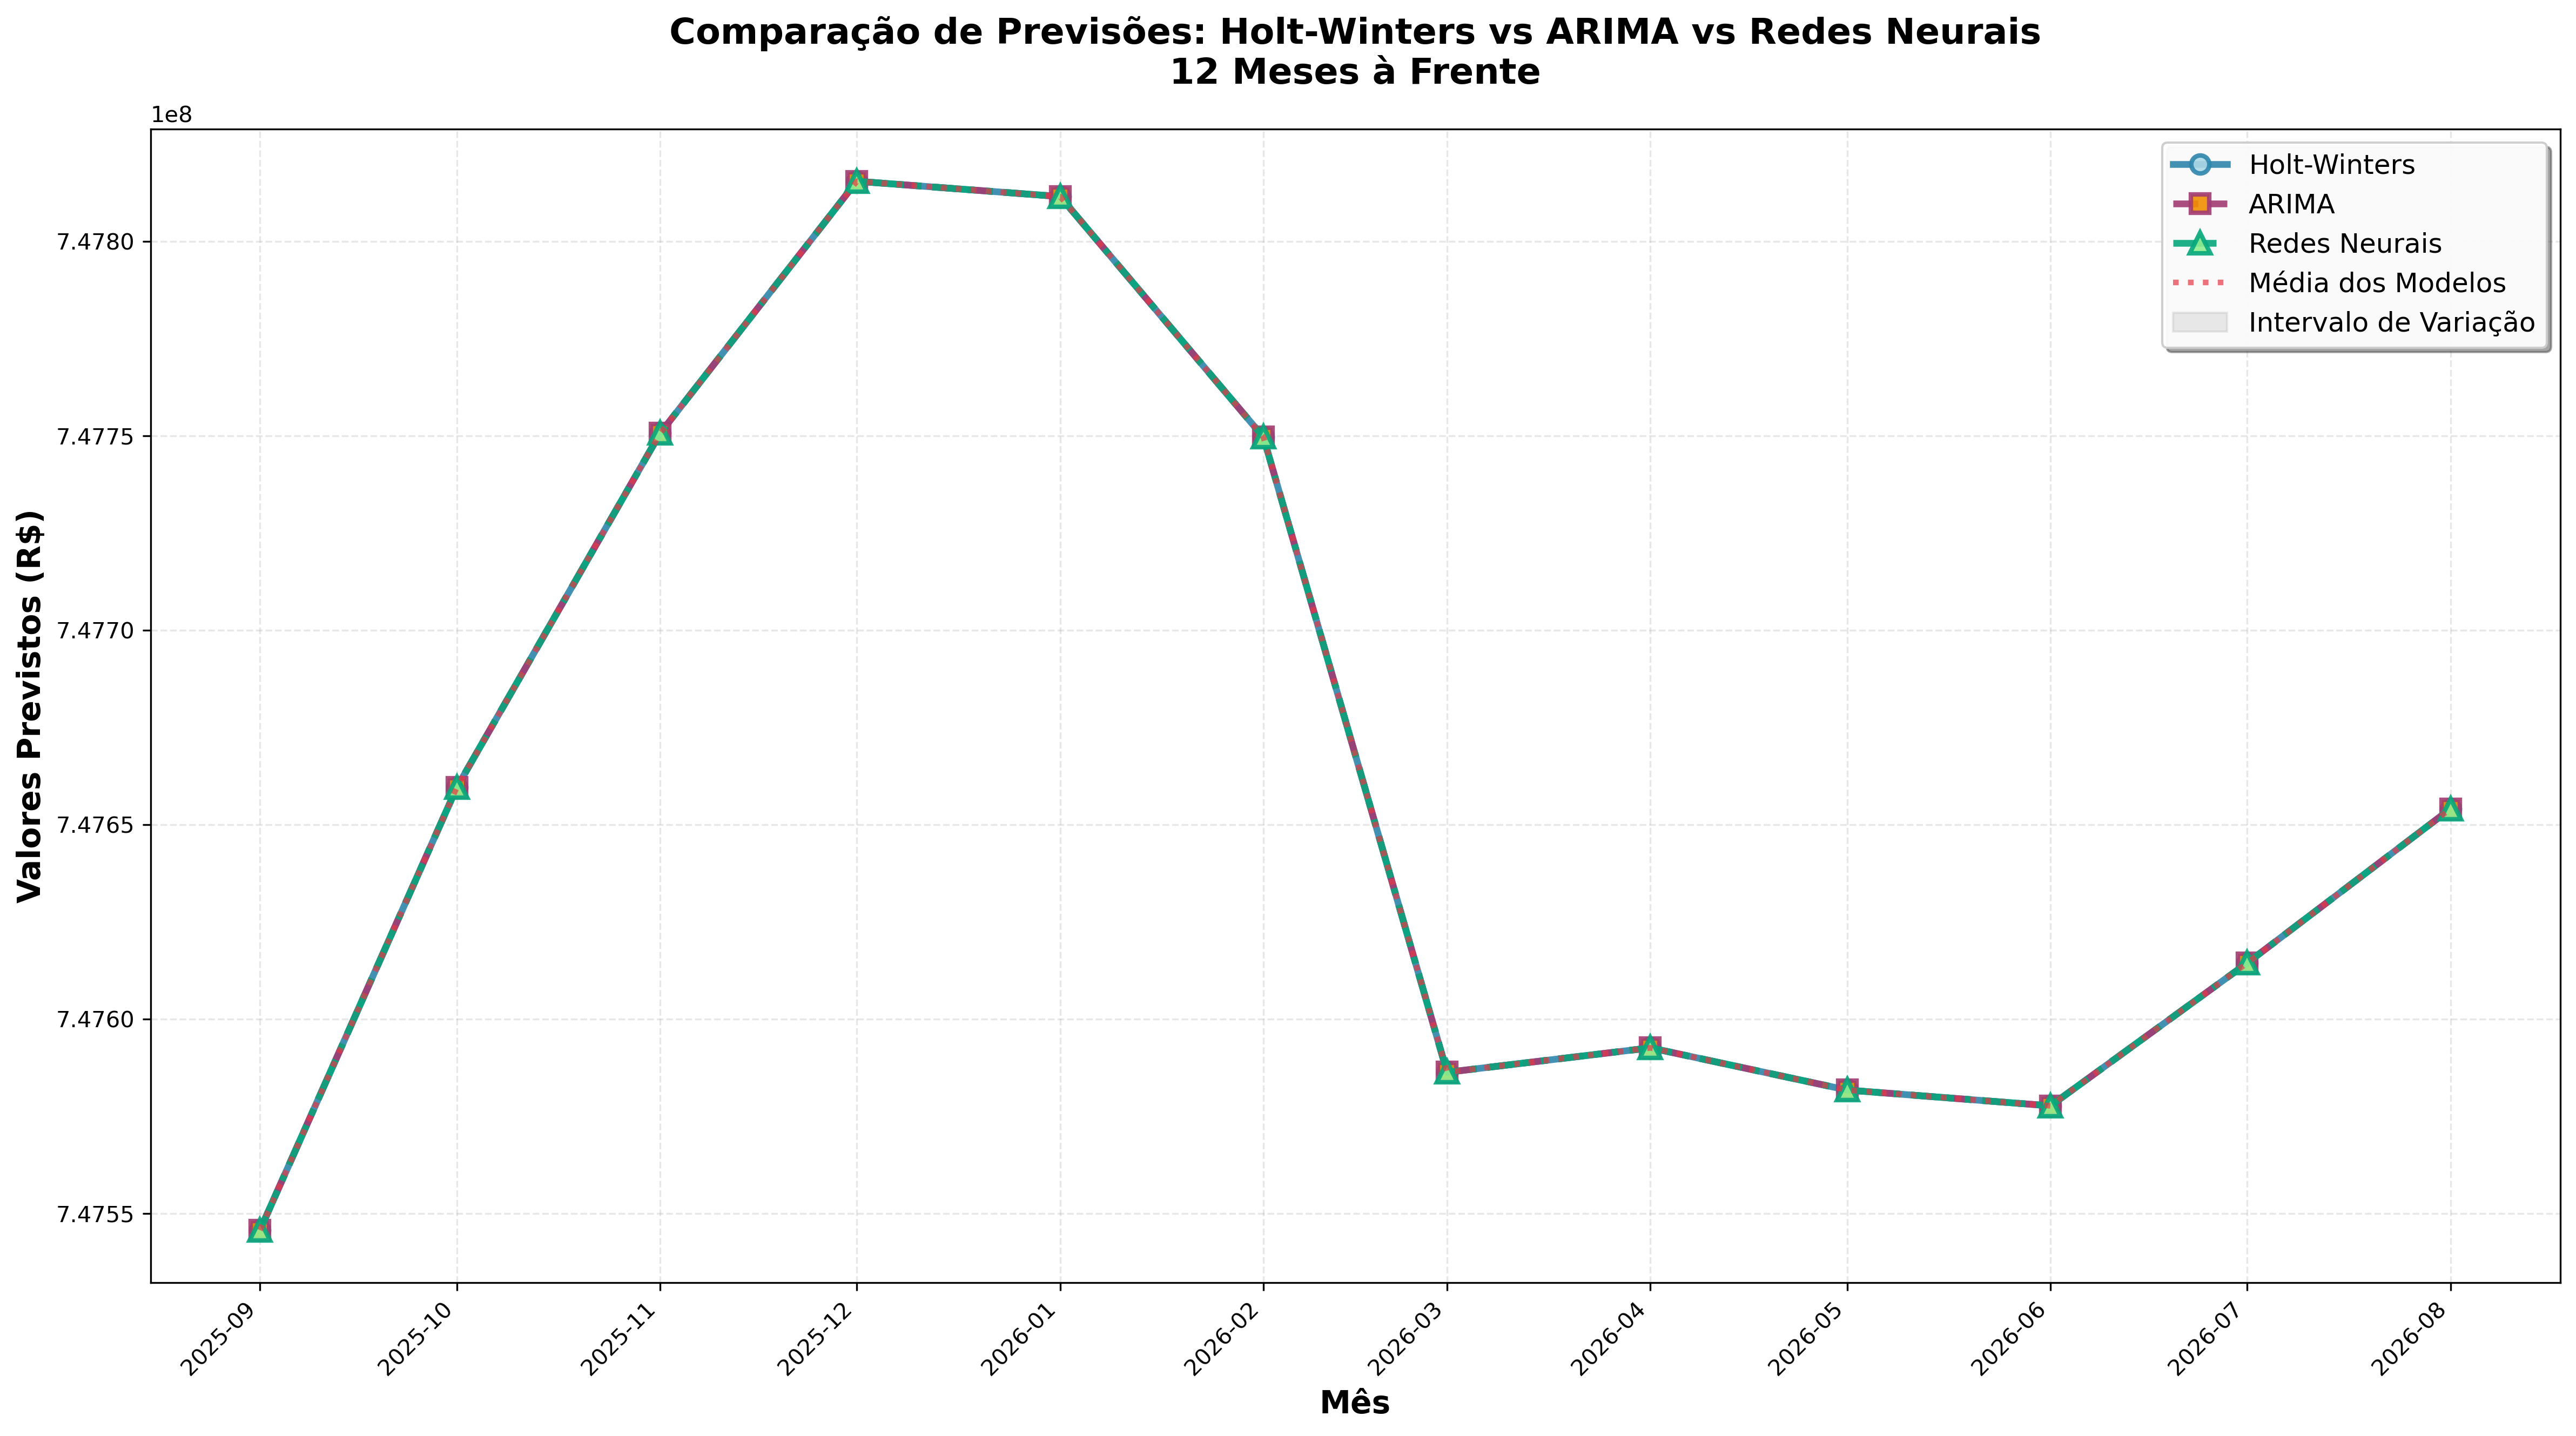 Comparação de Previsões: Holt-Winters vs ARIMA vs Redes Neurais
12 Meses à Frente
1e8
Holt-Winters
ARIMA
Redes Neurais
Média dos Modelos
Intervalo de Variação
Valores Previstos (R$)
7.4780
7.4775
7.4770
7.4765
7.4760
7.4755
2025-09
2025-10
2025-11
2025-12
2026-01
2026-02
2026-03
2026-04
2026-05
2026-06
2026-07
2026-08
Mês